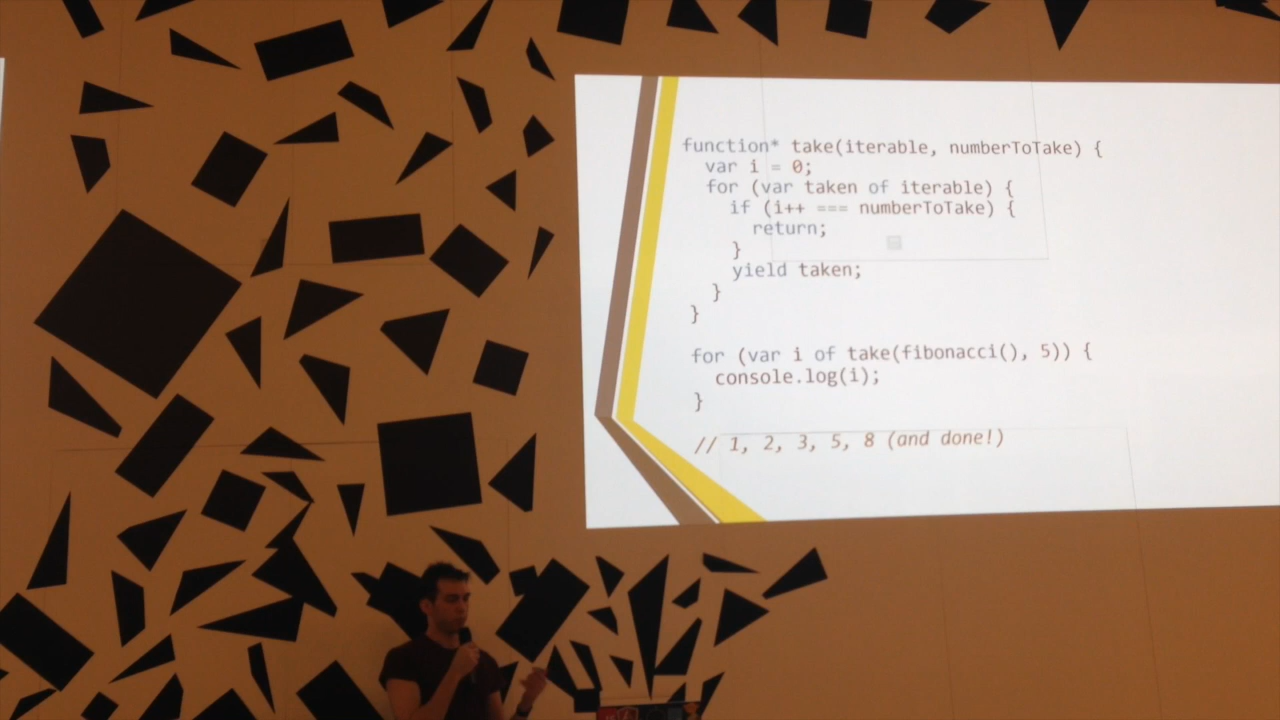 function* take(iterable, numberToTake) {
var i = 0;
for (var taken of iterable) {
if (i++ === numberToTake) {
return;
}
yield taken;
}
}
for (var i of take(fibonacci(), 5)) {
console.log(i);
}
// 1, 2, 3, 5, 8 (and done!)